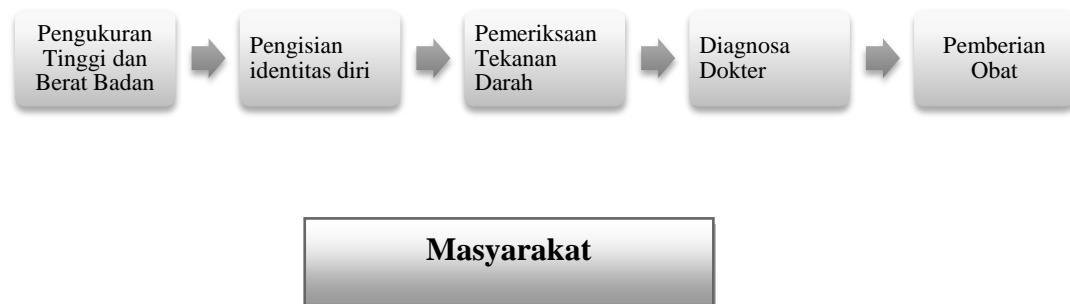 Pengukuran
Tinggi dan
Berat Badan
Pengisian
identitas diri
Pemeriksaan
Tekanan
Darah
Diagnosa
Dokter
Pemberian
Obat
Masyarakat